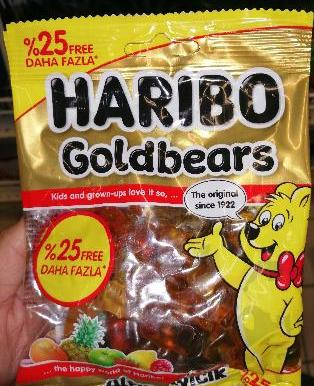 %25 FREE
DAHA FAZLA*
HARIBO
Goldbears
Kids and grown-ups love it so, ...
The original
since 1922
%25 FREE
DAHA FAZLA*
... the happy world of Haribo!